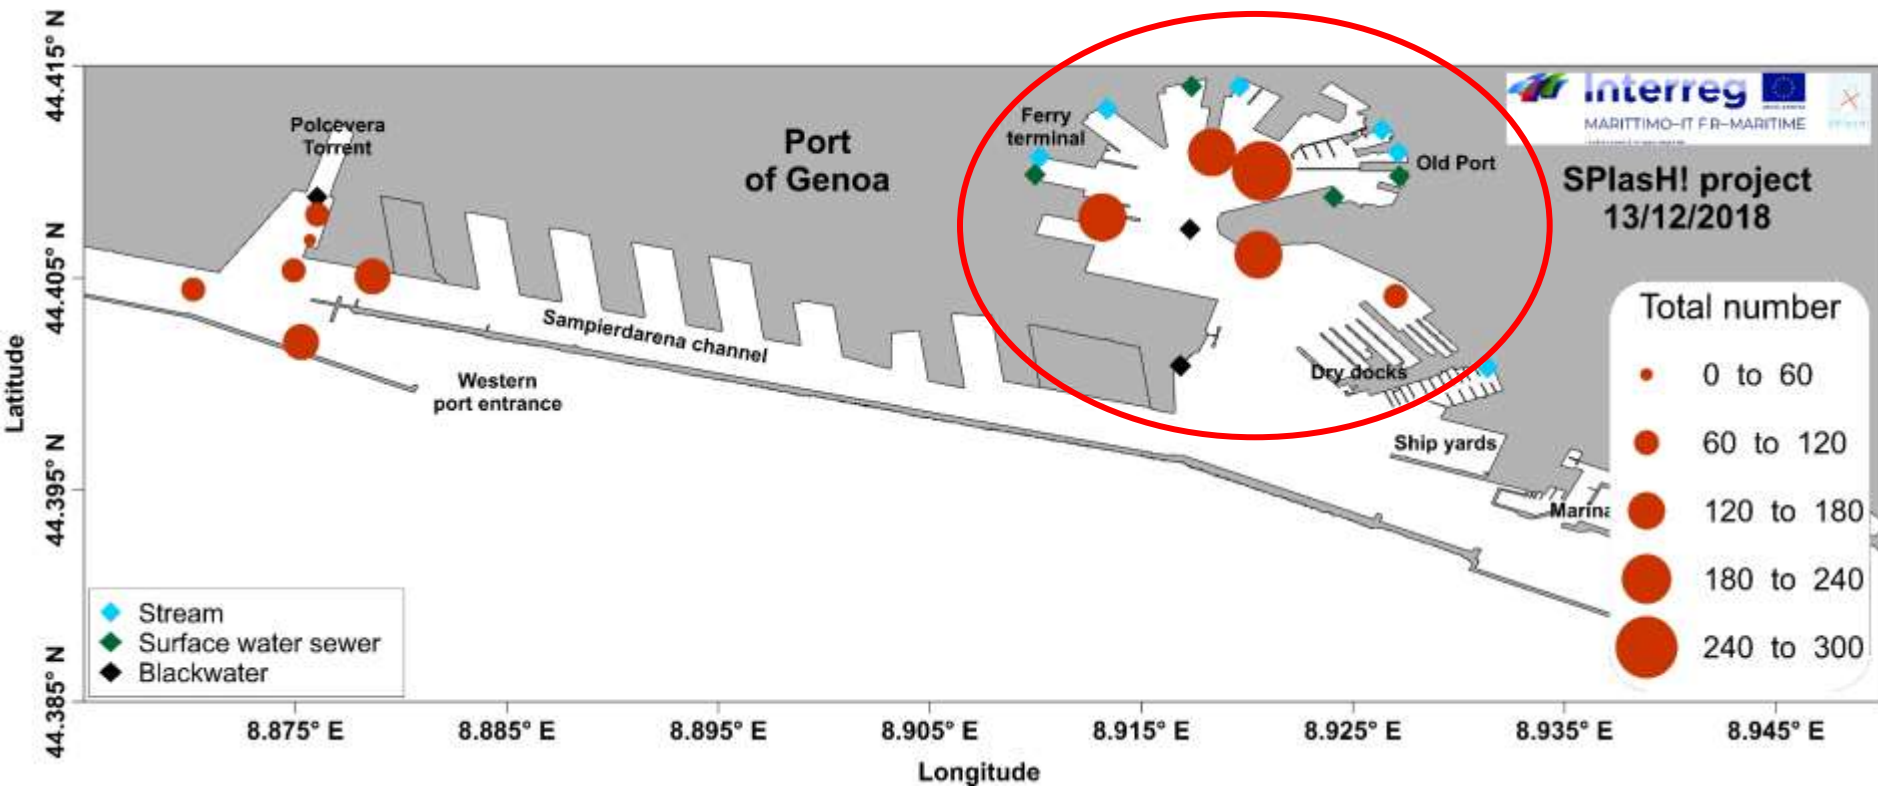 44.415° N
44.405° N
44.395° N
44.385° N
Latitude
Polcevera
Torrent
Port
of Genoa
Ferry
terminal
Old Port
Interreg
MARITTIMO-IT FR-MARITIME
SPlasH! project
13/12/2018
Sampierdarena channel
Western
port entrance
Dry docks
Ship yards
Marina
Total number
0 to 60
60 to 120
120 to 180
180 to 240
240 to 300
Stream
Surface water sewer
Blackwater
8.875° E
8.885° E
8.895° E
8.905° E
8.915° E
8.925° E
8.935° E
8.945° E
Longitude